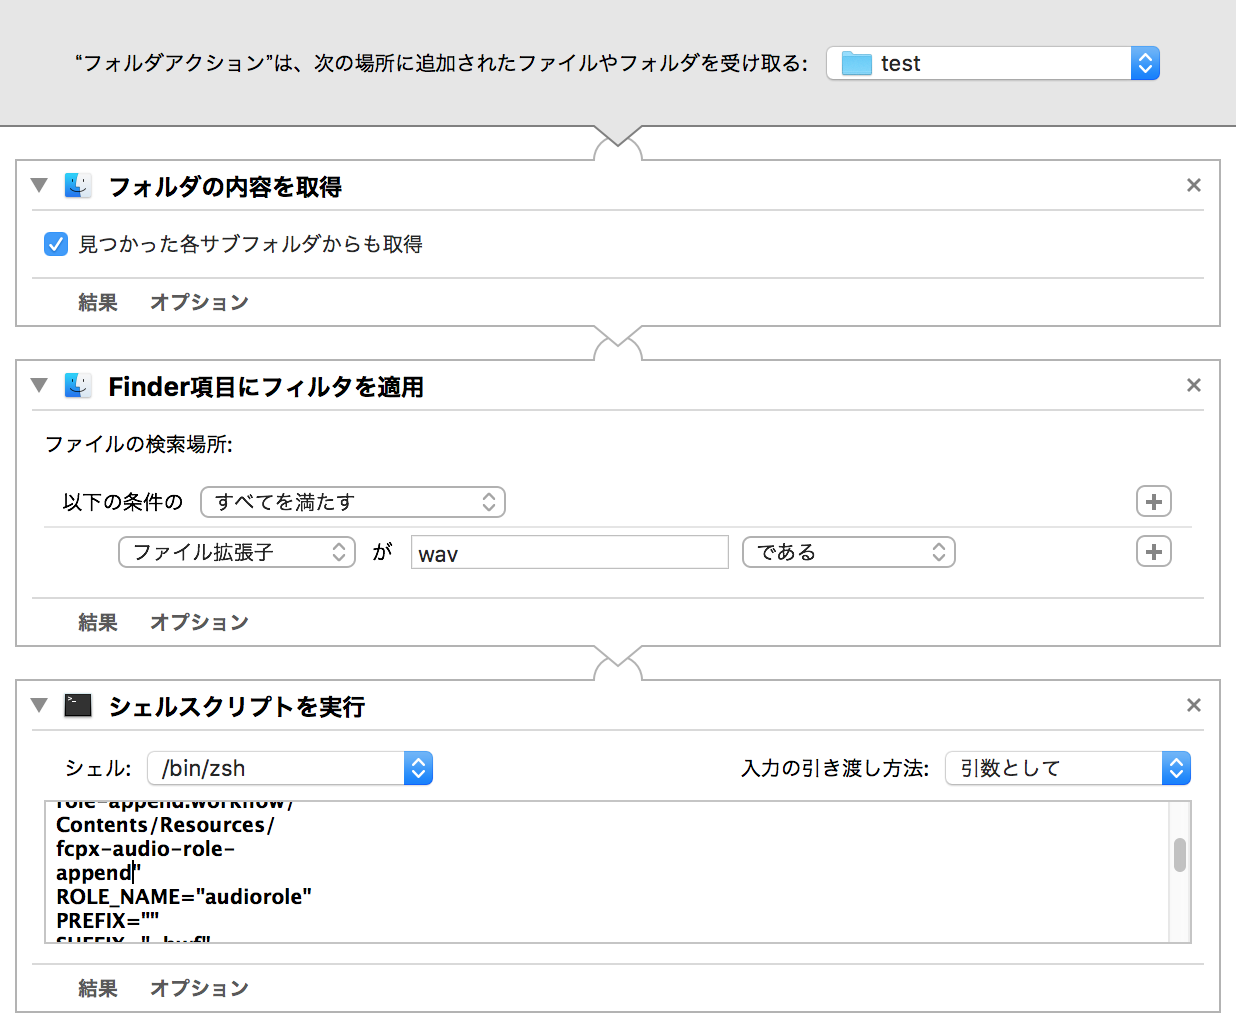 “フォルダアクション”は、次の場所に追加されたファイルやフォルダを受け取る: test
フォルダの内容を取得
見つかった各サブフォルダからも取得
結果 オプション
Finder項目にフィルタを適用
ファイルの検索場所:
以下の条件の すべてを満たす
ファイル拡張子 が wav である
結果 オプション
シェルスクリプトを実行
シェル: /bin/zsh 入力の引き渡し方法: 引数として
role-append.workflow/
Contents/Resources/
fcpx-audio-role-
append"
ROLE_NAME="audiorole"
PREFIX=""
結果 オプション